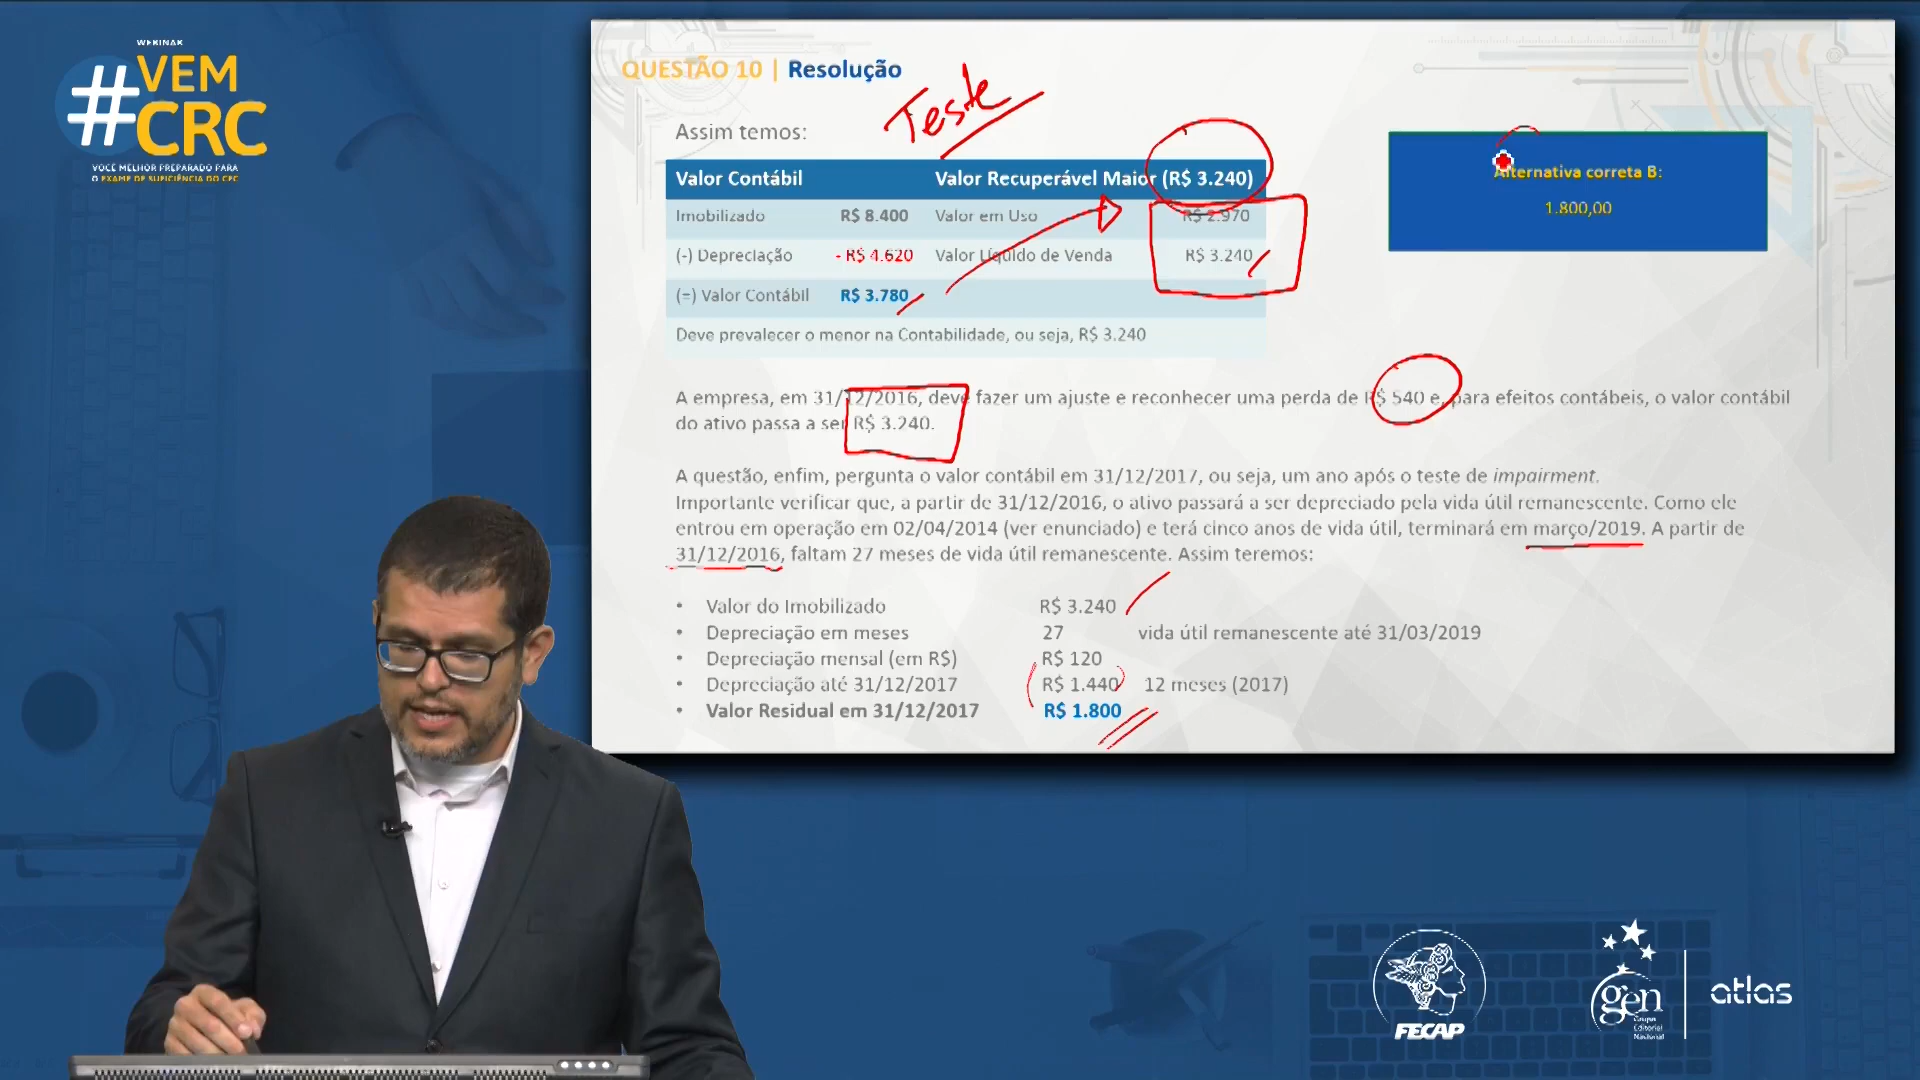 WEBINAR
#VEM
CRC
VOCÊ MELHOR PREPARADO PARA
O EXAME DE SUFICIÊNCIA DO CFC
QUESTÃO 10 | Resolução
Teste
Assim temos:
Valor Contábil Valor Recuperável Maior (R$ 3.240)
Imobilizado R$ 8.400 Valor em Uso R$ 2.970
(-) Depreciação - R$ 4.620 Valor Líquido de Venda R$ 3.240
(=) Valor Contábil R$ 3.780
Deve prevalecer o menor na Contabilidade, ou seja, R$ 3.240
Alternativa correta B:
1.800,00
A empresa, em 31/12/2016, deve fazer um ajuste e reconhecer uma perda de R$ 540 e, para efeitos contábeis, o valor contábil
do ativo passa a ser R$ 3.240.
A questão, enfim, pergunta o valor contábil em 31/12/2017, ou seja, um ano após o teste de impairment.
Importante verificar que, a partir de 31/12/2016, o ativo passará a ser depreciado pela vida útil remanescente. Como ele
entrou em operação em 02/04/2014 (ver enunciado) e terá cinco anos de vida útil, terminará em março/2019. A partir de
31/12/2016, faltam 27 meses de vida útil remanescente. Assim teremos:
• Valor do Imobilizado R$ 3.240
• Depreciação em meses 27 vida útil remanescente até 31/03/2019
• Depreciação mensal (em R$) R$ 120
• Depreciação até 31/12/2017 R$ 1.440 12 meses (2017)
• Valor Residual em 31/12/2017 R$ 1.800
FECAP
gen
Grupo
Editorial
Nacional
atlas